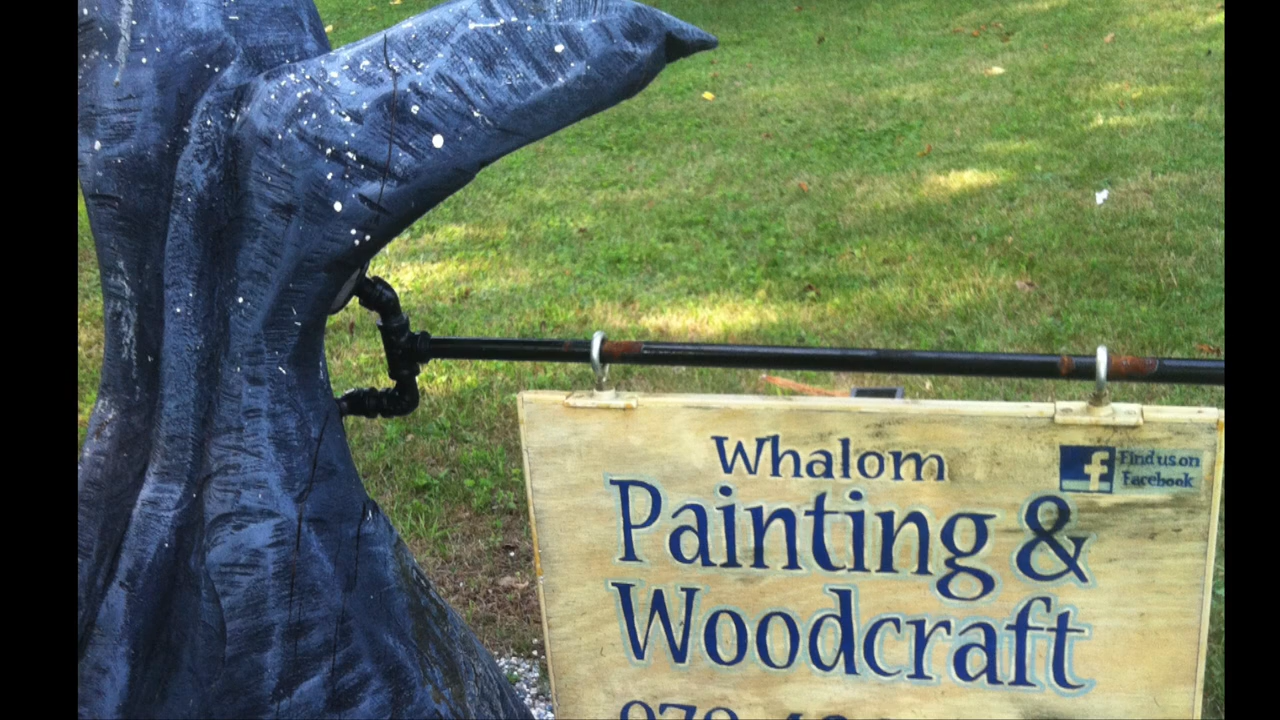 Whalom
f Find us on
Facebook
Painting &
Woodcraft